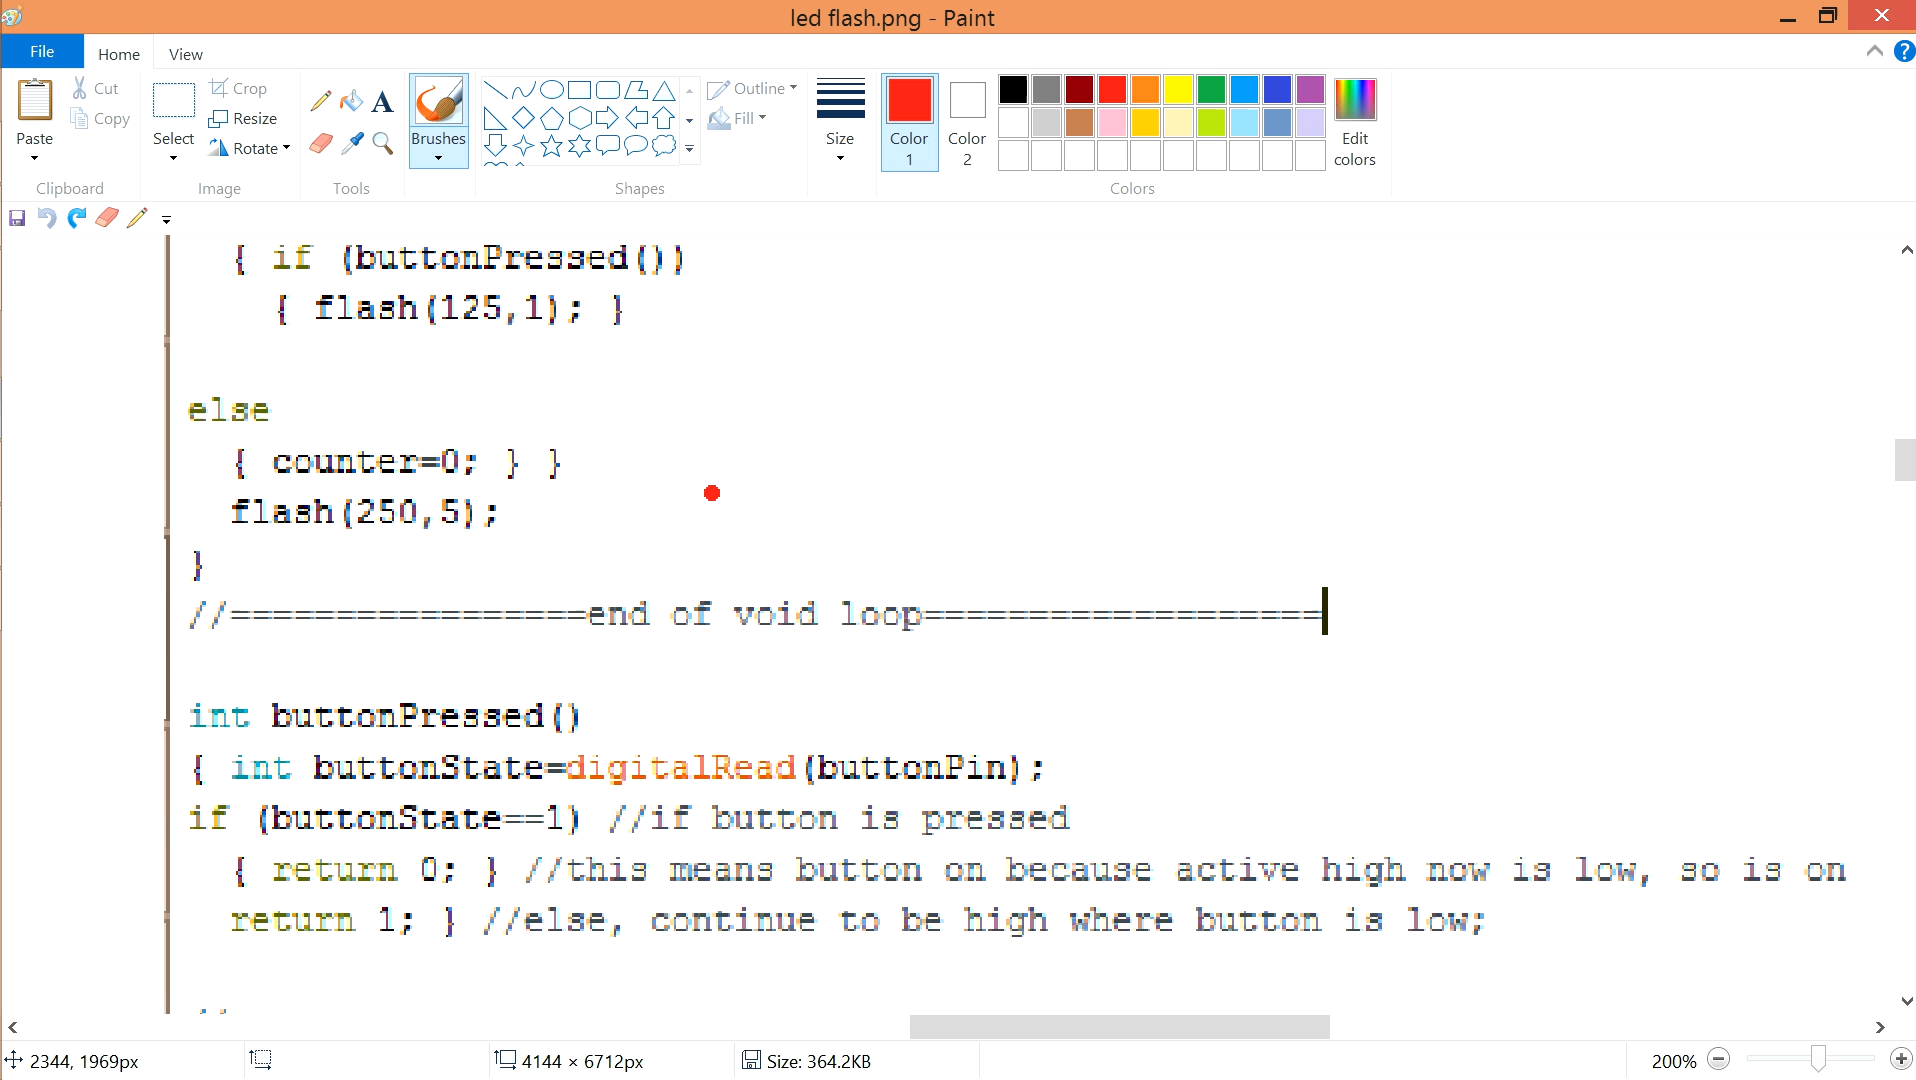 led flash.png - Paint
File Home View
Paste
Cut
Copy
Clipboard
Select
Crop
Resize
Rotate
Image
Tools
Brushes
Shapes
Outline
Fill
Size
Color 1
Color 2
Edit colors
Colors
{ if (buttonPressed())
{ flash(125,1); }
else
{ counter=0; } }
flash(250,5);
}
//=================end of void loop===================
int buttonPressed()
{ int buttonState=digitalRead(buttonPin);
if (buttonState==1) //if button is pressed
{ return 0; } //this means button on because active high now is low, so is on
return 1; } //else, continue to be high where button is low;
2344, 1969px
4144 × 6712px
Size: 364.2KB
200%